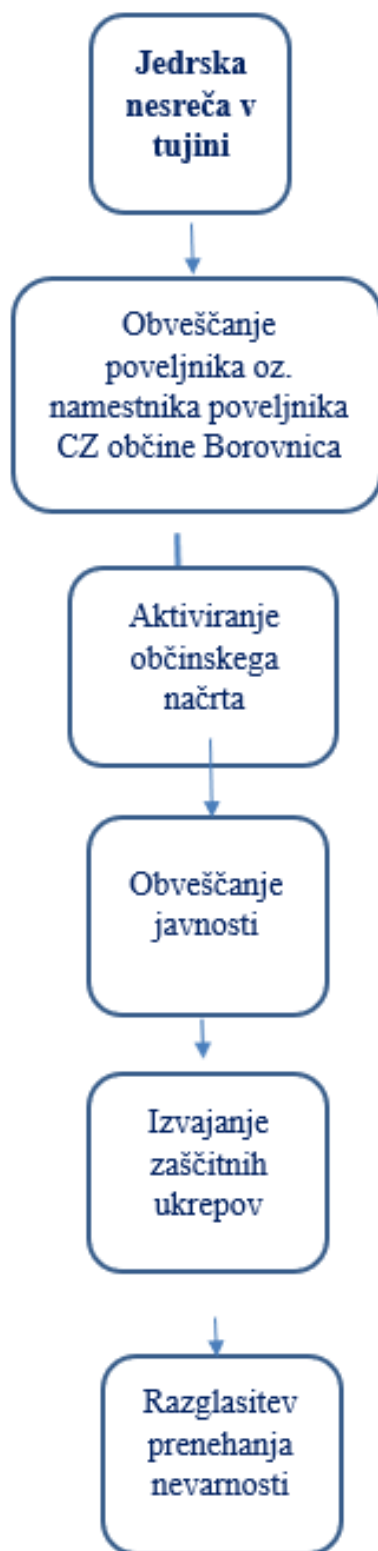 Jedrska
nesreča v
tujini
Obveščanje
poveljnika oz.
namestnika poveljnika
CZ občine Borovnica
Aktiviranje
občinskega
načrta
Obveščanje
javnosti
Izvajanje
zaščitnih
ukrepov
Razglasitev
prenehanja
nevarnosti